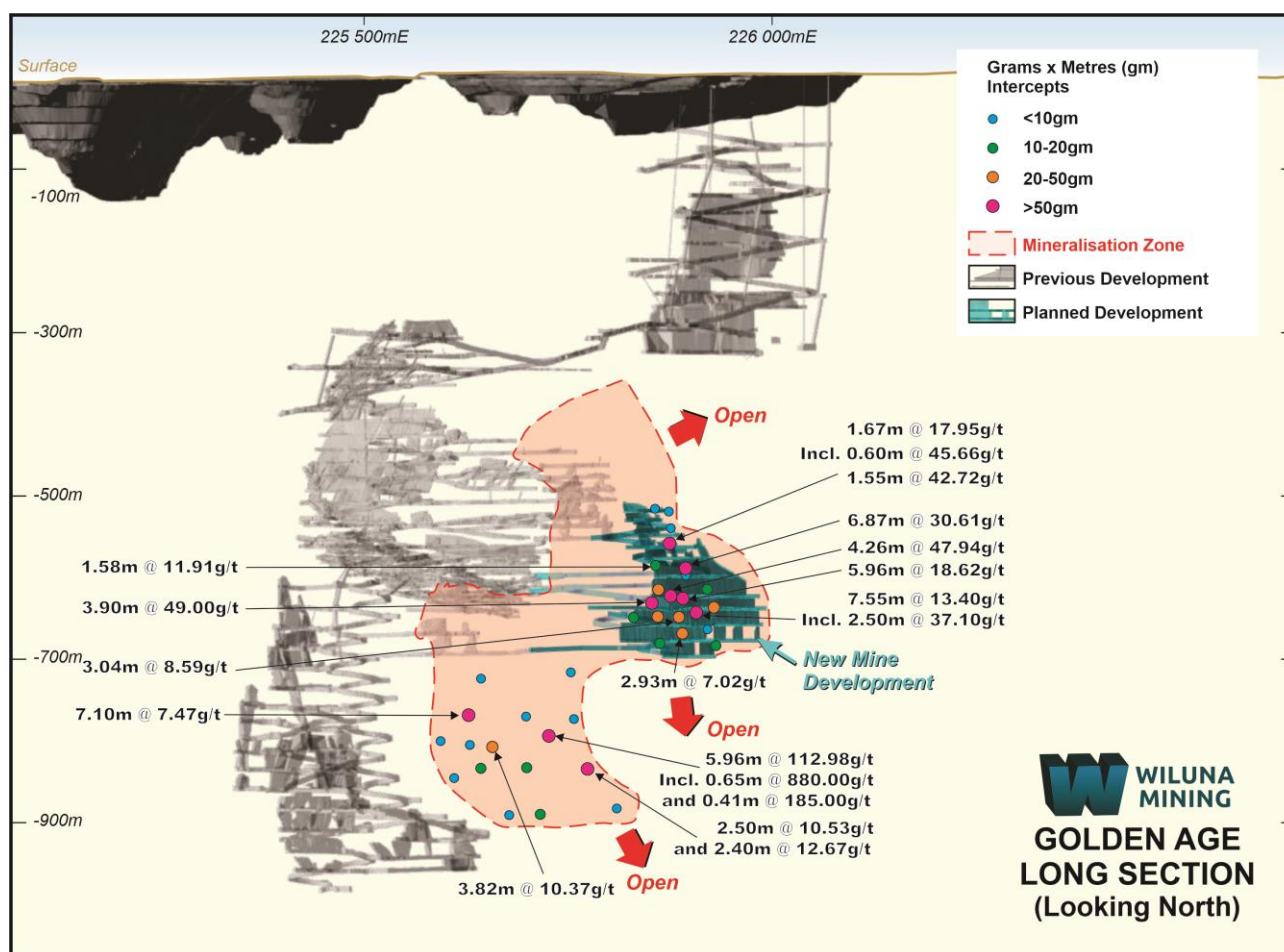 225 500mE
226 000mE
Surface
-100m
-300m
-500m
-700m
-900m
Grams x Metres (gm)
Intercepts
<10gm
10-20gm
20-50gm
>50gm
Mineralisation Zone
Previous Development
Planned Development
Open
1.67m @ 17.95g/t
Incl. 0.60m @ 45.66g/t
1.55m @ 42.72g/t
6.87m @ 30.61g/t
4.26m @ 47.94g/t
5.96m @ 18.62g/t
7.55m @ 13.40g/t
Incl. 2.50m @ 37.10g/t
1.58m @ 11.91g/t
3.90m @ 49.00g/t
3.04m @ 8.59g/t
7.10m @ 7.47g/t
2.93m @ 7.02g/t
New Mine
Development
Open
5.96m @ 112.98g/t
Incl. 0.65m @ 880.00g/t
and 0.41m @ 185.00g/t
2.50m @ 10.53g/t
and 2.40m @ 12.67g/t
3.82m @ 10.37g/t
Open
WILUNA
MINING
GOLDEN AGE
LONG SECTION
(Looking North)